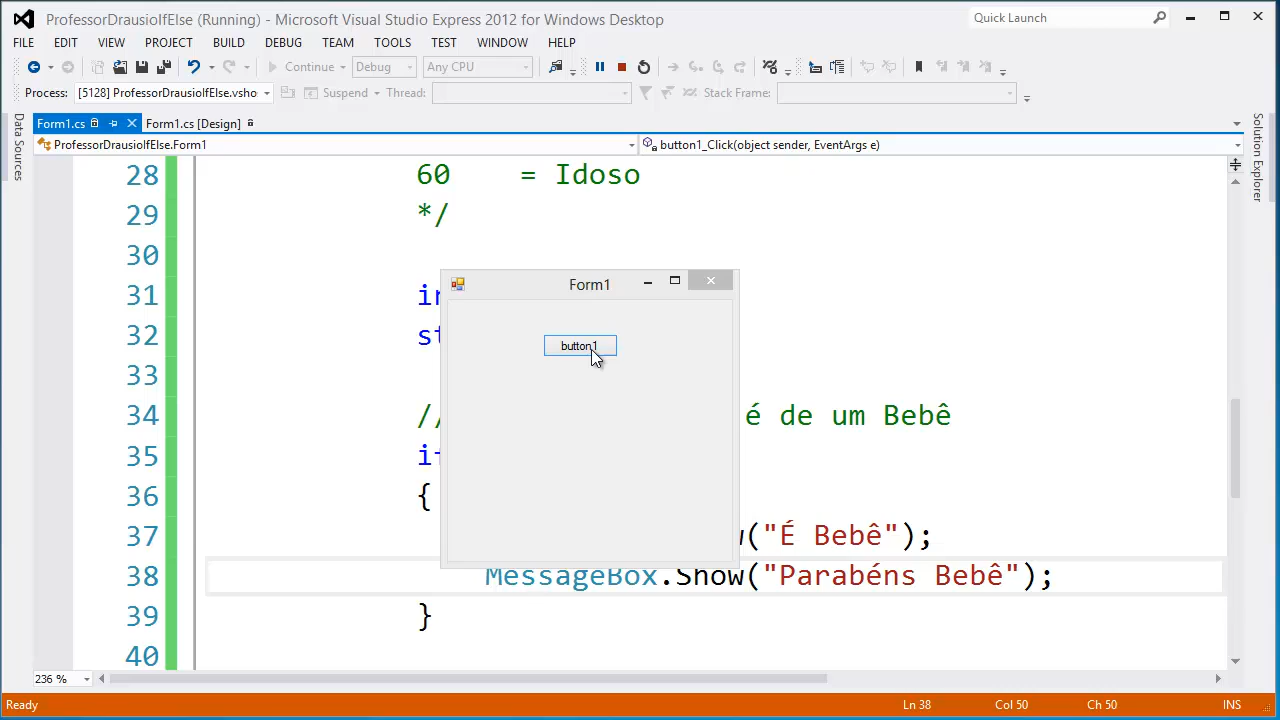 ProfessorDrausioIfElse (Running) - Microsoft Visual Studio Express 2012 for Windows Desktop
Quick Launch
FILE EDIT VIEW PROJECT BUILD DEBUG TEAM TOOLS TEST WINDOW HELP
Continue Debug Any CPU
Process: [5128] ProfessorDrausioIfElse.vsho Suspend Thread: Stack Frame:
Form1.cs Form1.cs [Design]
ProfessorDrausioIfElse.Form1 button1_Click(object sender, EventArgs e)
Data Sources
Solution Explorer
28 60 = Idoso
29 */
30
31 in
32 st
33
34 // é de um Bebê
35 if
36 {
37 ("É Bebê");
38 MessageBox.Show("Parabéns Bebê");
39 }
40
Form1
button1
236 %
Ready Ln 38 Col 50 Ch 50 INS